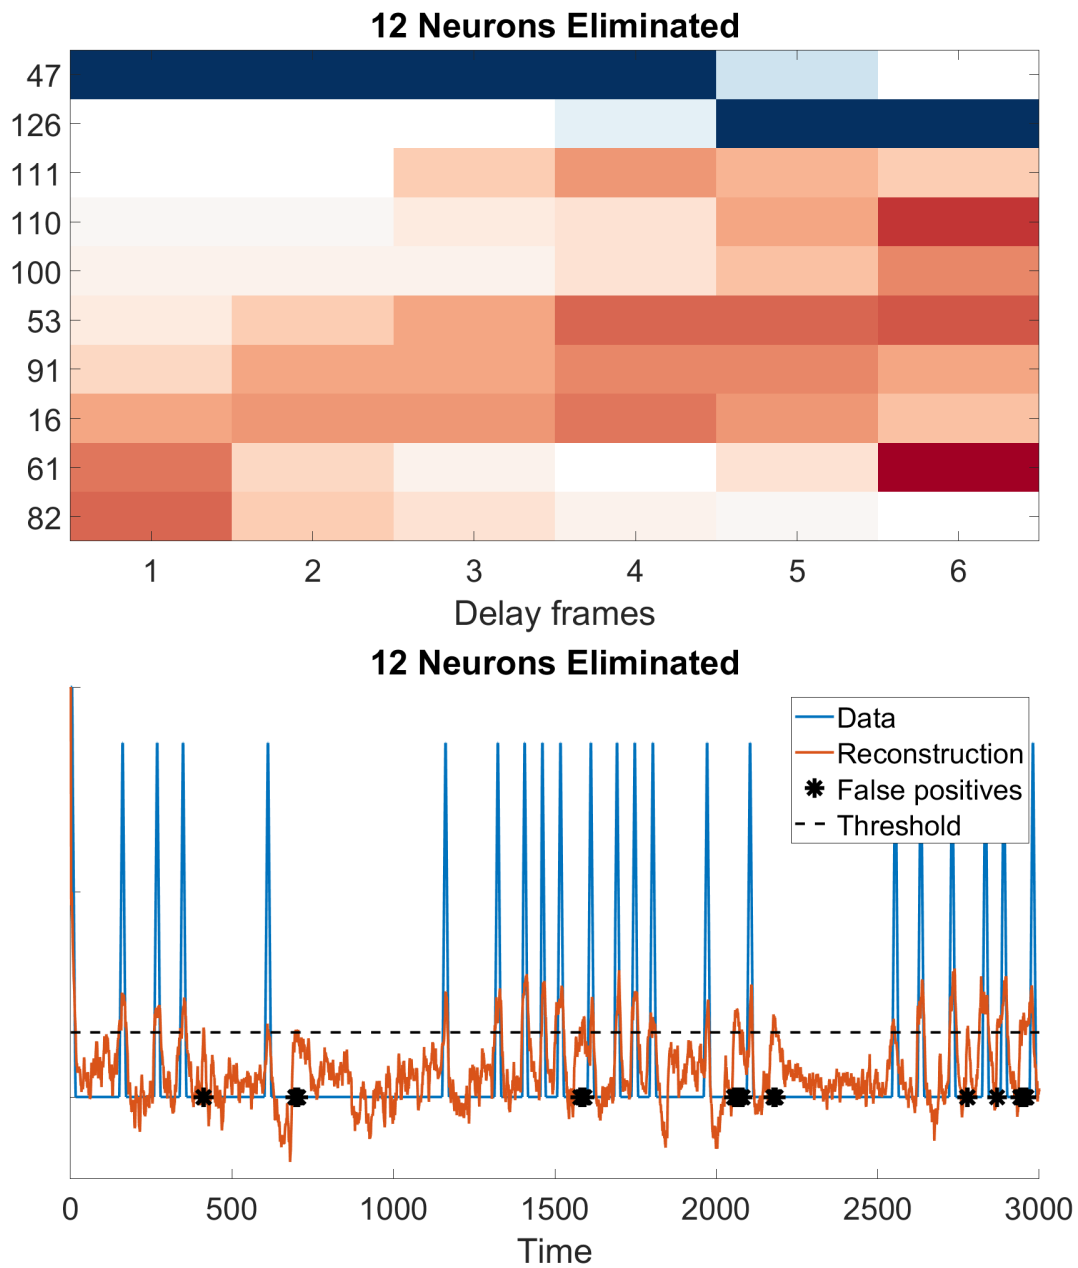 12 Neurons Eliminated
47
126
111
110
100
53
91
16
61
82
1 2 3 4 5 6
Delay frames
12 Neurons Eliminated
Data
Reconstruction
False positives
Threshold
0 500 1000 1500 2000 2500 3000
Time